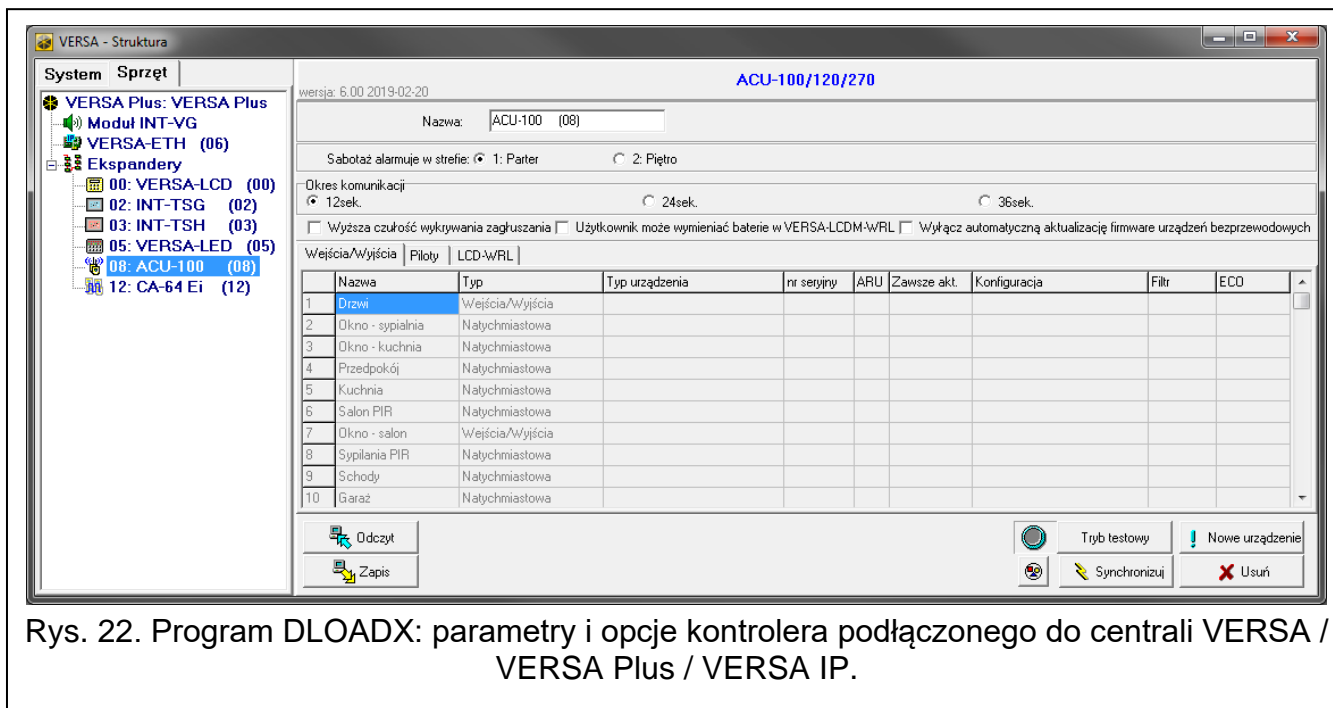 VERSA - Struktura
System Sprzęt
VERSA Plus: VERSA Plus
Moduł INT-VG
VERSA-ETH (06)
Ekspandery
00: VERSA-LCD (00)
02: INT-TSG (02)
03: INT-TSH (03)
05: VERSA-LED (05)
08: ACU-100 (08)
12: CA-64 Ei (12)
ACU-100/120/270
wersja: 6.00 2019-02-20
Nazwa: ACU-100 (08)
Sabotaż alarmuje w strefie: 1: Parter 2: Piętro
Okres komunikacji
12sek. 24sek. 36sek.
Wyższa czułość wykrywania zagłuszania Użytkownik może wymieniać baterie w VERSA-LCDM-WRL Wyłącz automatyczną aktualizację firmware urządzeń bezprzewodowych
Wejścia/Wyjścia Piloty LCD-WRL
Nazwa Typ Typ urządzenia nr seryjny ARU Zawsze akt. Konfiguracja Filtr ECO
1 Drzwi Wejścia/Wyjścia
2 Okno - sypialnia Natychmiastowa
3 Okno - kuchnia Natychmiastowa
4 Przedpokój Natychmiastowa
5 Kuchnia Natychmiastowa
6 Salon PIR Natychmiastowa
7 Okno - salon Wejścia/Wyjścia
8 Sypilania PIR Natychmiastowa
9 Schody Natychmiastowa
10 Garaż Natychmiastowa
Odczyt Tryb testowy Nowe urządzenie
Zapis Synchronizuj Usuń
Rys. 22. Program DLOADX: parametry i opcje kontrolera podłączonego do centrali VERSA /
VERSA Plus / VERSA IP.